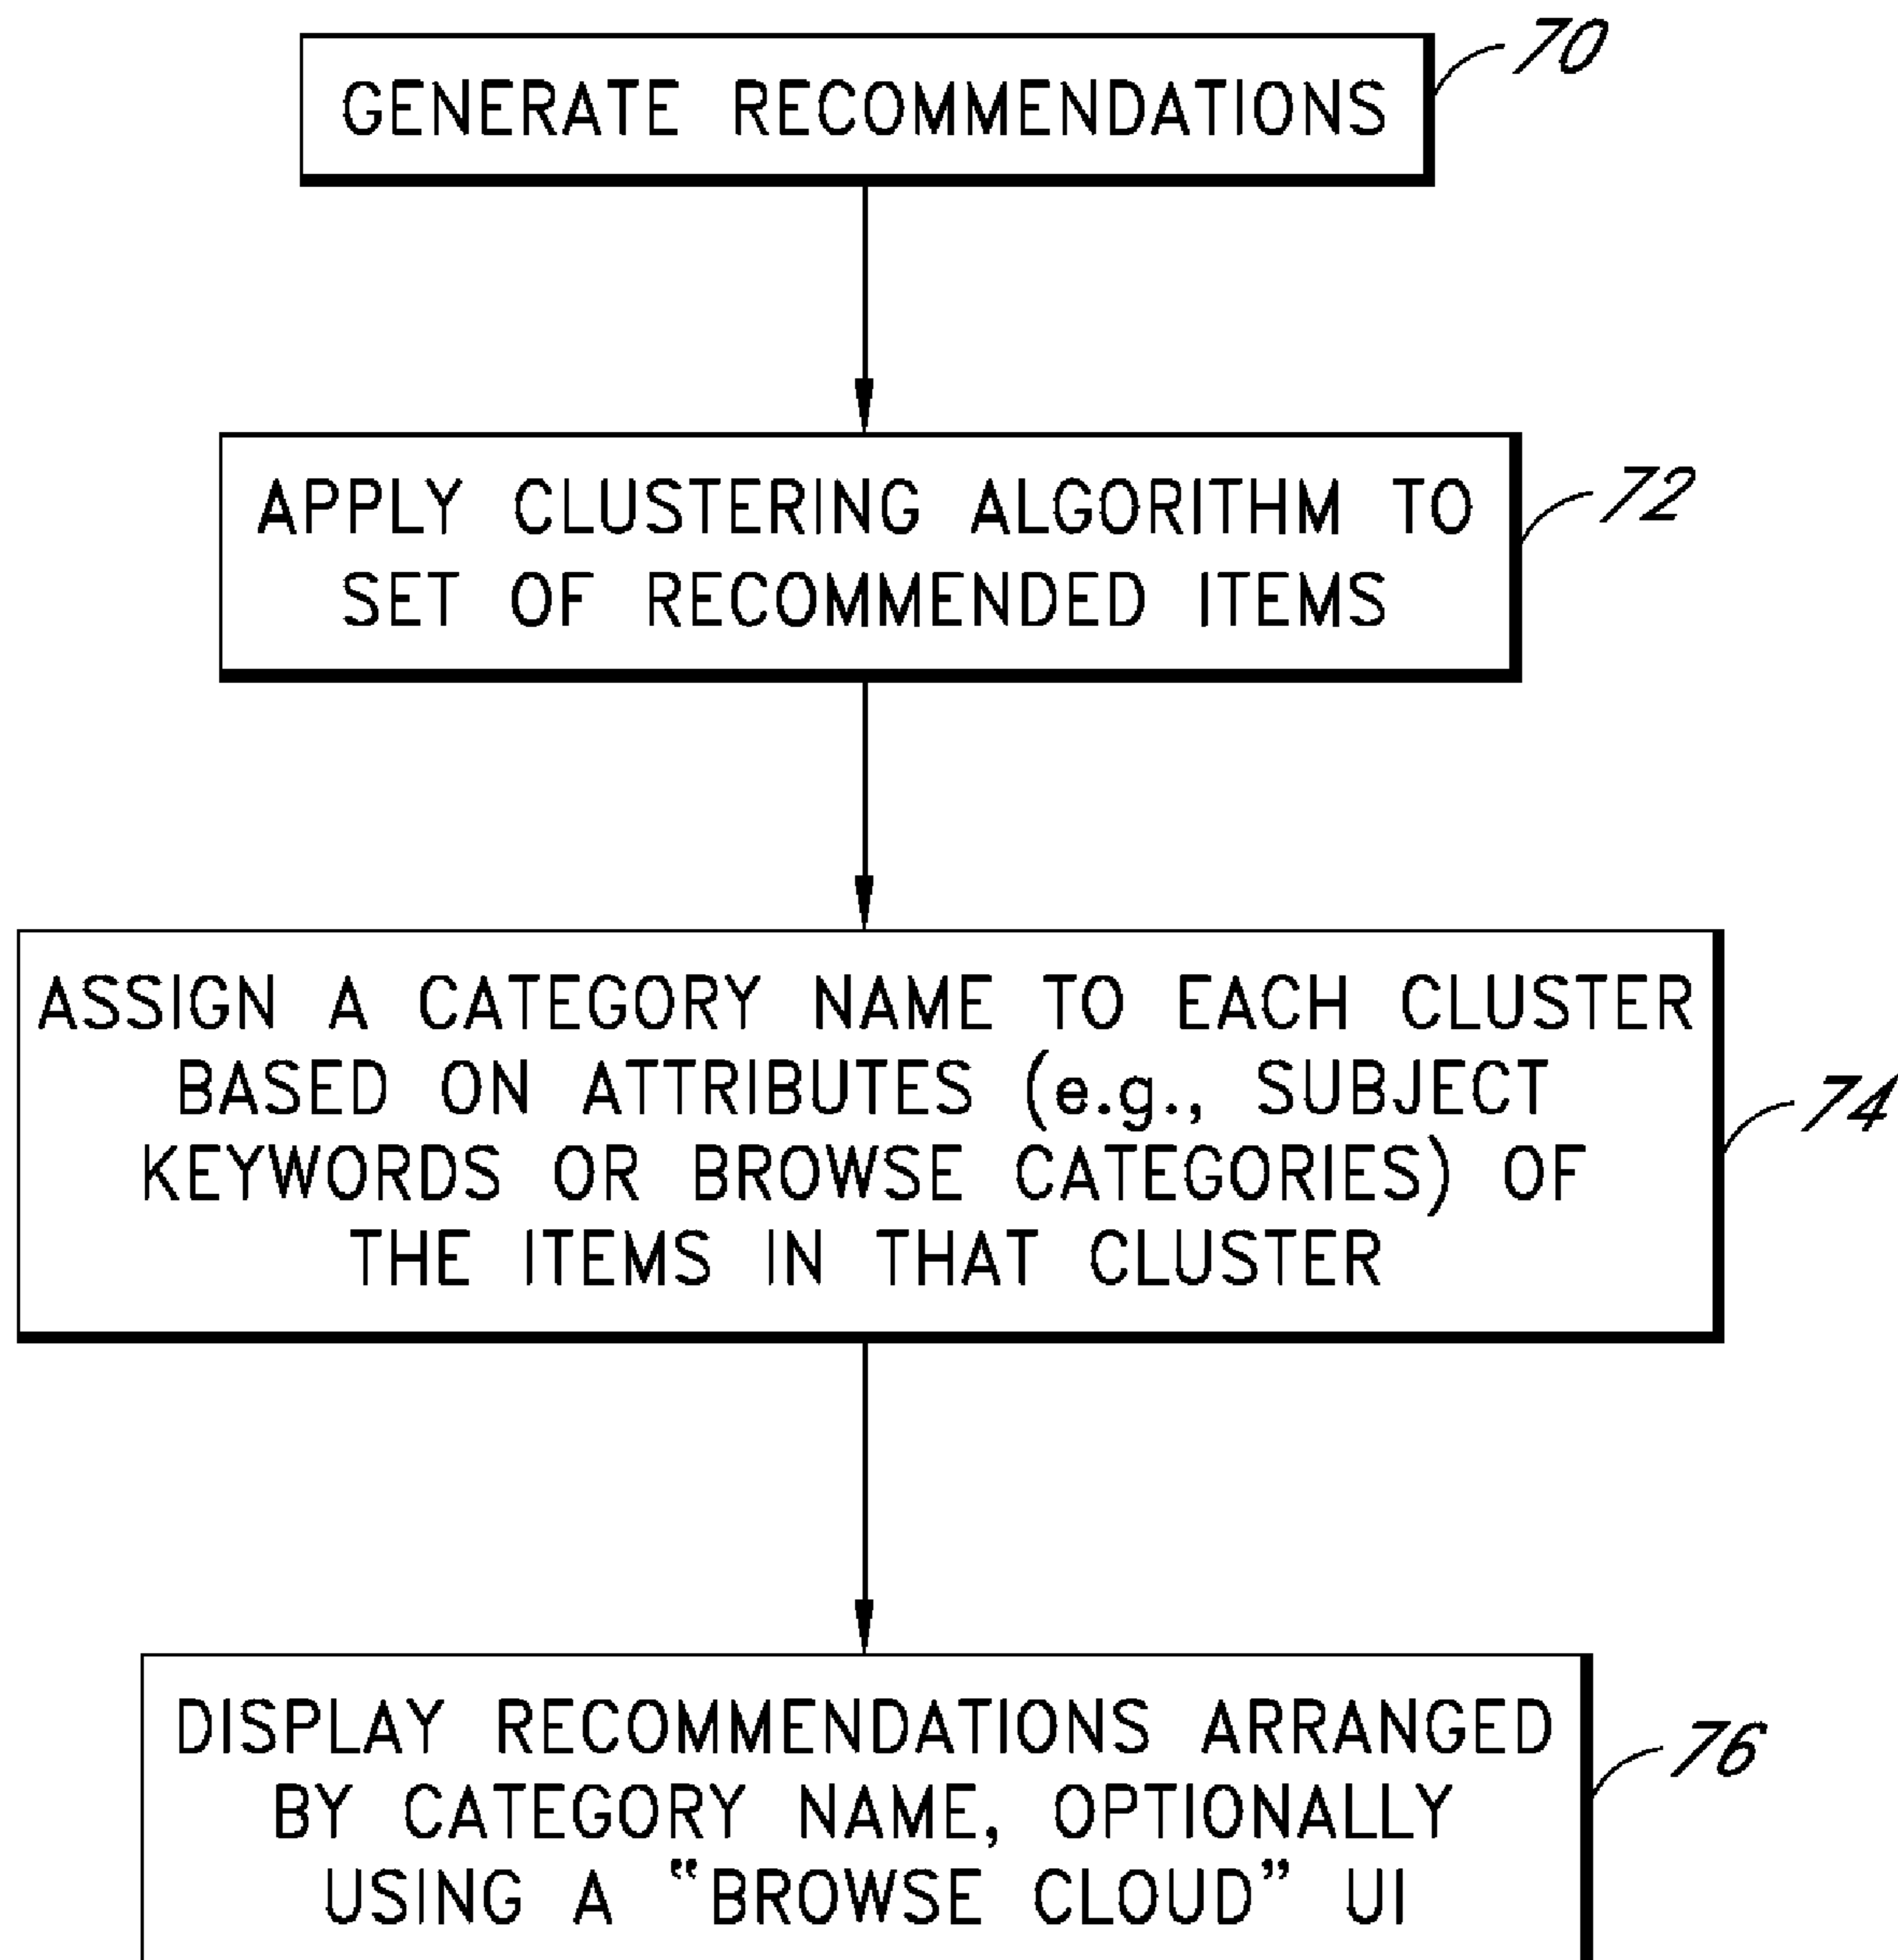 GENERATE RECOMMENDATIONS
70
APPLY CLUSTERING ALGORITHM TO
SET OF RECOMMENDED ITEMS
72
ASSIGN A CATEGORY NAME TO EACH CLUSTER
BASED ON ATTRIBUTES (e.g., SUBJECT
KEYWORDS OR BROWSE CATEGORIES) OF
THE ITEMS IN THAT CLUSTER
74
DISPLAY RECOMMENDATIONS ARRANGED
BY CATEGORY NAME, OPTIONALLY
USING A “BROWSE CLOUD” UI
76